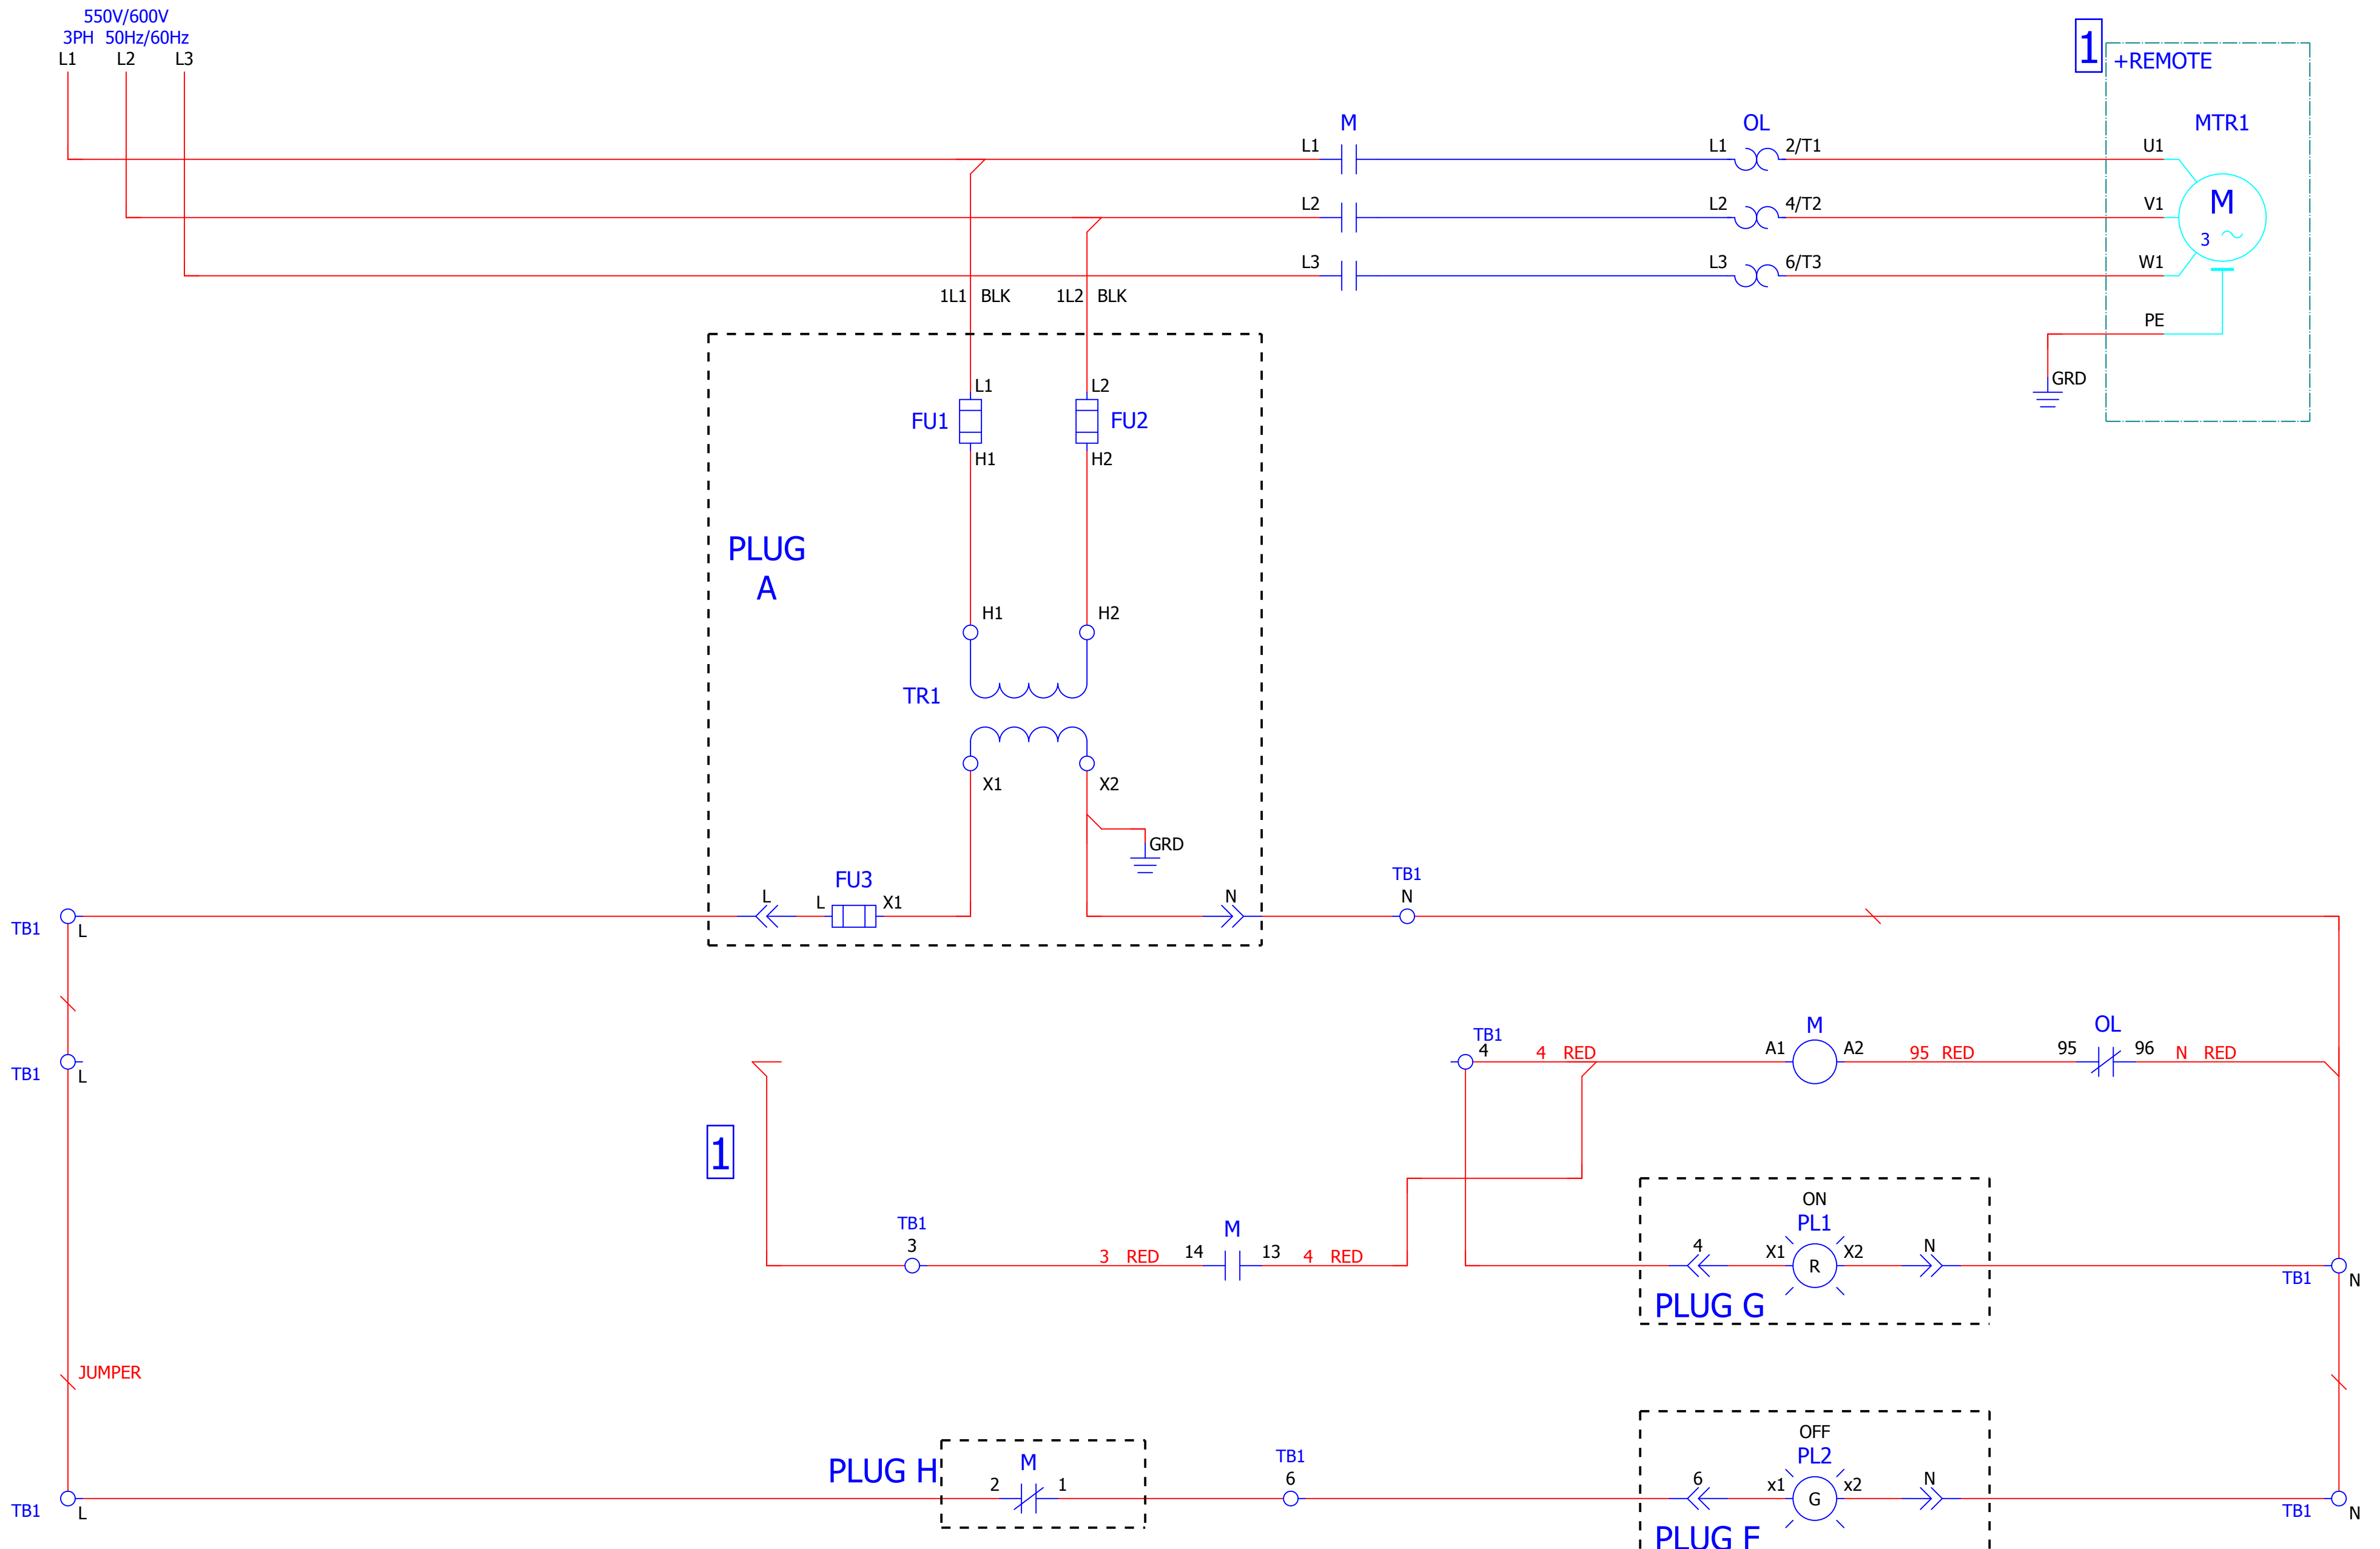 550V/600V
3PH 50Hz/60Hz
L1 L2 L3
1
+REMOTE
M OL MTR1
L1 L1 2/T1 U1
L2 L2 4/T2 V1
M
3
L3 L3 6/T3 W1
1L1 BLK 1L2 BLK
PE
GRD
L1 L2
FU1 FU2
H1 H2
PLUG
A
H1 H2
TR1
X1 X2
GRD
FU3 TB1
L L X1 N N
TB1 L
M OL
TB1
4 4 RED A1 A2 95 RED 95 96 N RED
TB1 L
1
ON
TB1 M PL1
3 3 RED 14 13 4 RED 4 X1 X2 N
R
TB1 N
PLUG G
JUMPER
OFF
PLUG H M TB1 PL2
2 1 6 6 x1 x2 N
G
TB1 L TB1 N
PLUG F